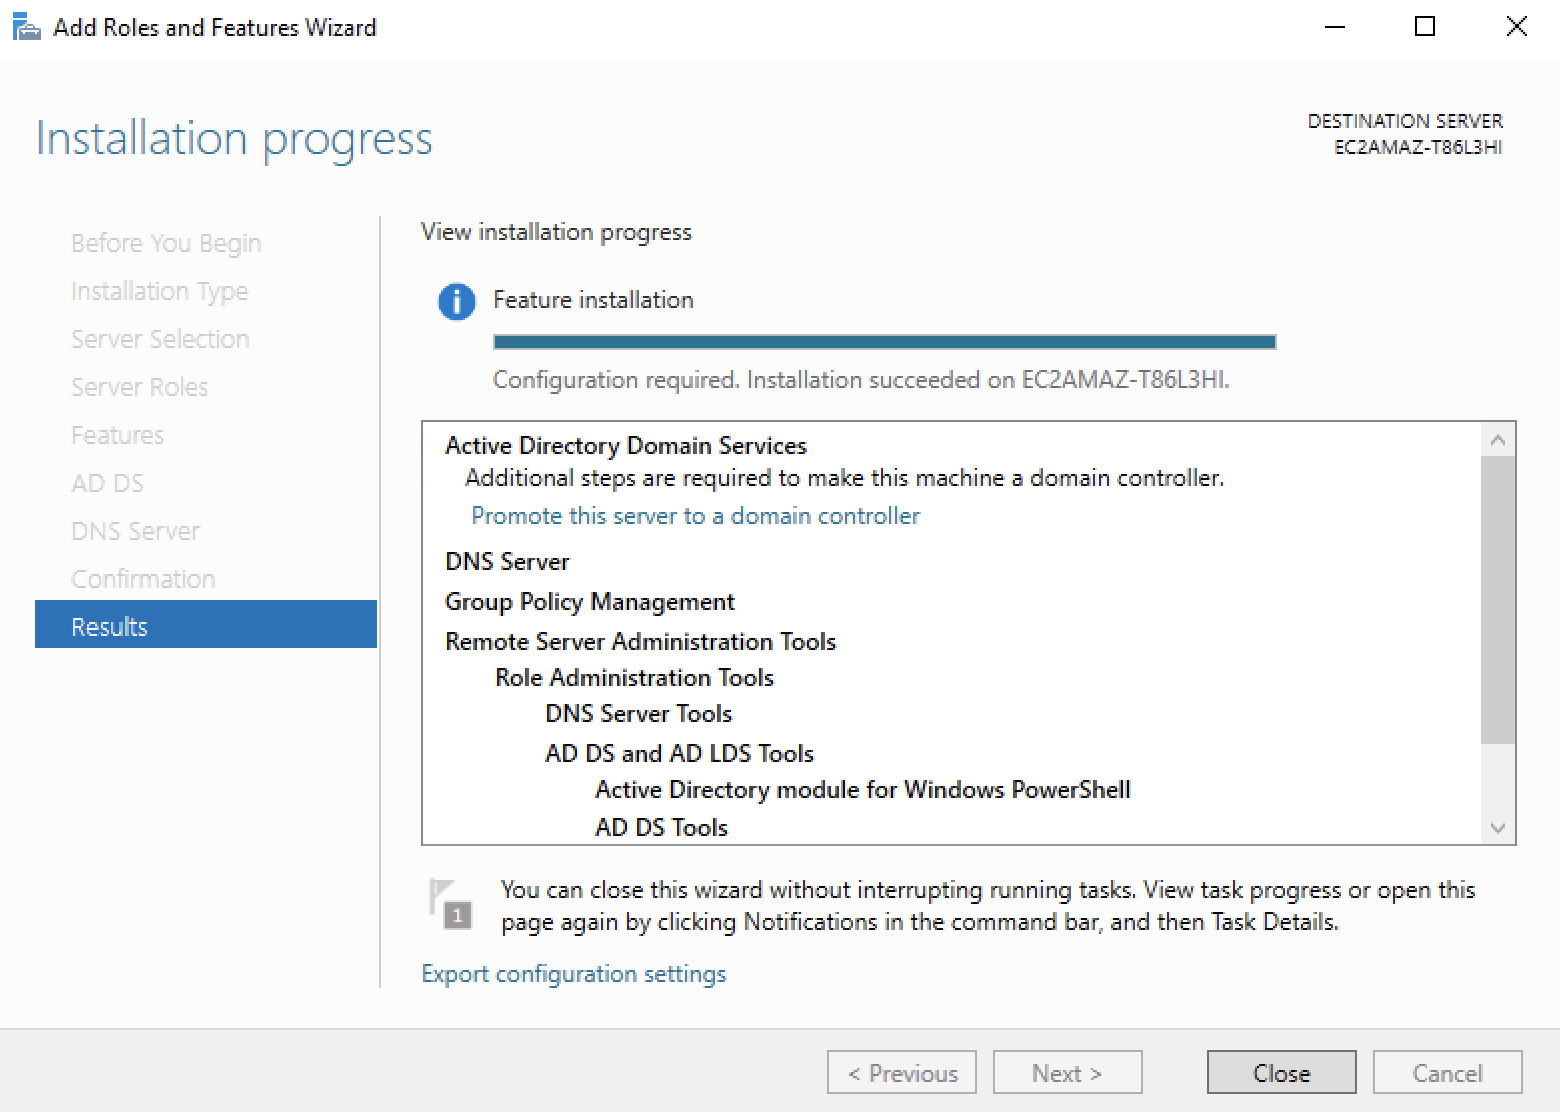 Add Roles and Features Wizard
Installation progress
DESTINATION SERVER
EC2AMAZ-T86L3HI
Before You Begin
Installation Type
Server Selection
Server Roles
Features
AD DS
DNS Server
Confirmation
Results
View installation progress
Feature installation
Configuration required. Installation succeeded on EC2AMAZ-T86L3HI.
Active Directory Domain Services
Additional steps are required to make this machine a domain controller.
Promote this server to a domain controller
DNS Server
Group Policy Management
Remote Server Administration Tools
Role Administration Tools
DNS Server Tools
AD DS and AD LDS Tools
Active Directory module for Windows PowerShell
AD DS Tools
1
You can close this wizard without interrupting running tasks. View task progress or open this
page again by clicking Notifications in the command bar, and then Task Details.
Export configuration settings
< Previous
Next >
Close
Cancel